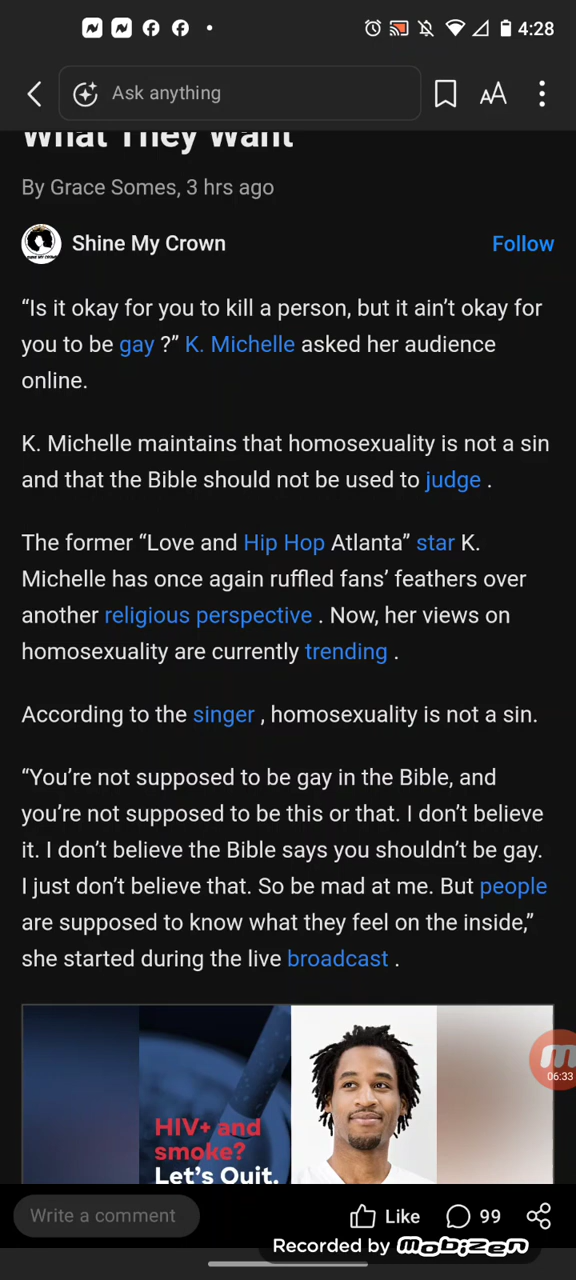 4:28
Ask anything
What They Want
By Grace Somes, 3 hrs ago
Shine My Crown
Follow
“Is it okay for you to kill a person, but it ain’t okay for
you to be gay ?” K. Michelle asked her audience
online.
K. Michelle maintains that homosexuality is not a sin
and that the Bible should not be used to judge .
The former “Love and Hip Hop Atlanta” star K.
Michelle has once again ruffled fans’ feathers over
another religious perspective . Now, her views on
homosexuality are currently trending .
According to the singer , homosexuality is not a sin.
“You’re not supposed to be gay in the Bible, and
you’re not supposed to be this or that. I don’t believe
it. I don’t believe the Bible says you shouldn’t be gay.
I just don’t believe that. So be mad at me. But people
are supposed to know what they feel on the inside,”
she started during the live broadcast .
HIV+ and
smoke?
Let’s Quit.
06:33
Write a comment
Like
99
Recorded by mobizen